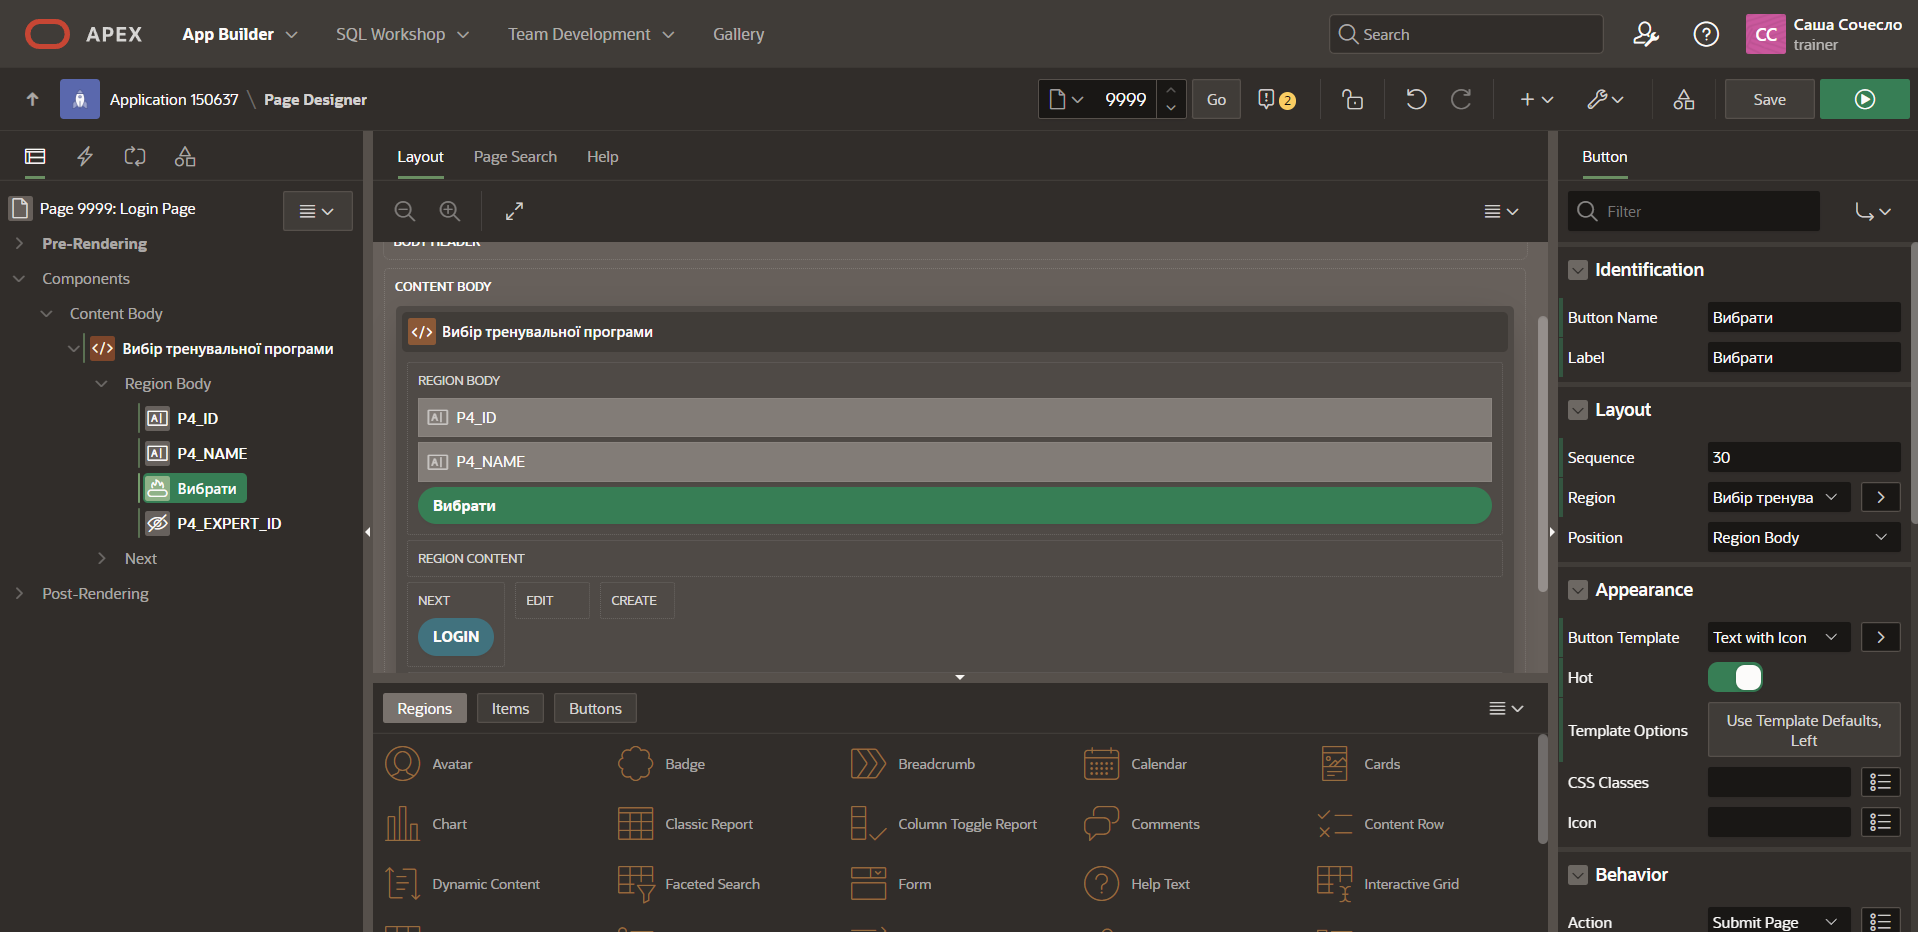 APEX
App Builder
SQL Workshop
Team Development
Gallery
Search
CC
Саша Сочесло
trainer
Application 150637 \ Page Designer
9999
Go
2
Save
Page 9999: Login Page
Pre-Rendering
Components
Content Body
Вибір тренувальної програми
Region Body
P4_ID
P4_NAME
Вибрати
P4_EXPERT_ID
Next
Post-Rendering
Layout
Page Search
Help
BODY HEADER
CONTENT BODY
Вибір тренувальної програми
REGION BODY
P4_ID
P4_NAME
Вибрати
REGION CONTENT
NEXT
EDIT
CREATE
LOGIN
Regions
Items
Buttons
Avatar
Badge
Breadcrumb
Calendar
Cards
Chart
Classic Report
Column Toggle Report
Comments
Content Row
Dynamic Content
Faceted Search
Form
Help Text
Interactive Grid
Button
Filter
Identification
Button Name
Вибрати
Label
Вибрати
Layout
Sequence
30
Region
Вибір тренува
Position
Region Body
Appearance
Button Template
Text with Icon
Hot
Template Options
Use Template Defaults,
Left
CSS Classes
Icon
Behavior
Action
Submit Page